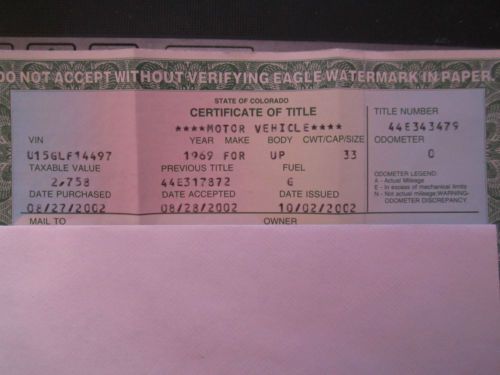 DO NOT ACCEPT WITHOUT VERIFYING EAGLE WATERMARK IN PAPER
STATE OF COLORADO
CERTIFICATE OF TITLE
****MOTOR VEHICLE****
TITLE NUMBER
44E343479
VIN YEAR MAKE BODY CWT/CAP/SIZE ODOMETER
U15GLF14497 1969 FOR UP 33 0
TAXABLE VALUE PREVIOUS TITLE FUEL
2,758 44E317872 G
ODOMETER LEGEND:
A - Actual Mileage
E - In excess of mechanical limits
N - Not actual mileage:WARNING-
ODOMETER DISCREPANCY
DATE PURCHASED DATE ACCEPTED DATE ISSUED
08/27/2002 08/28/2002 10/02/2002
MAIL TO OWNER